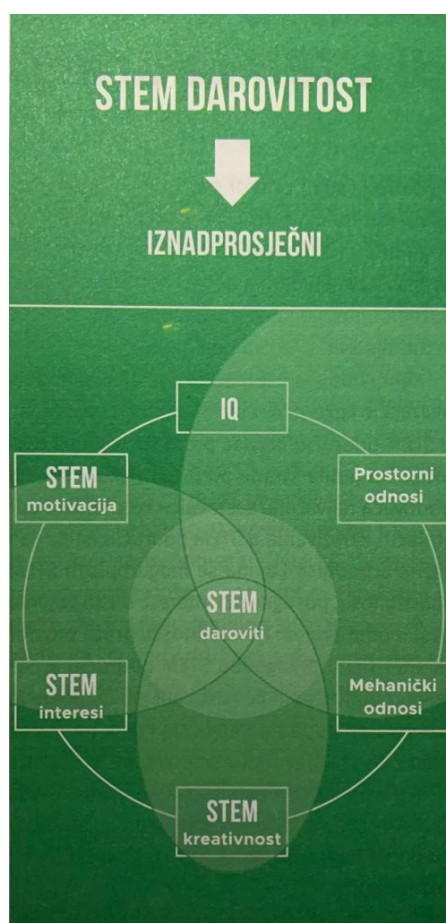 STEM DAROVITOST
IZNADPROSJEČNI
IQ
STEM
motivacija
Prostorni
odnosi
STEM
daroviti
STEM
interesi
Mehanički
odnosi
STEM
kreativnost